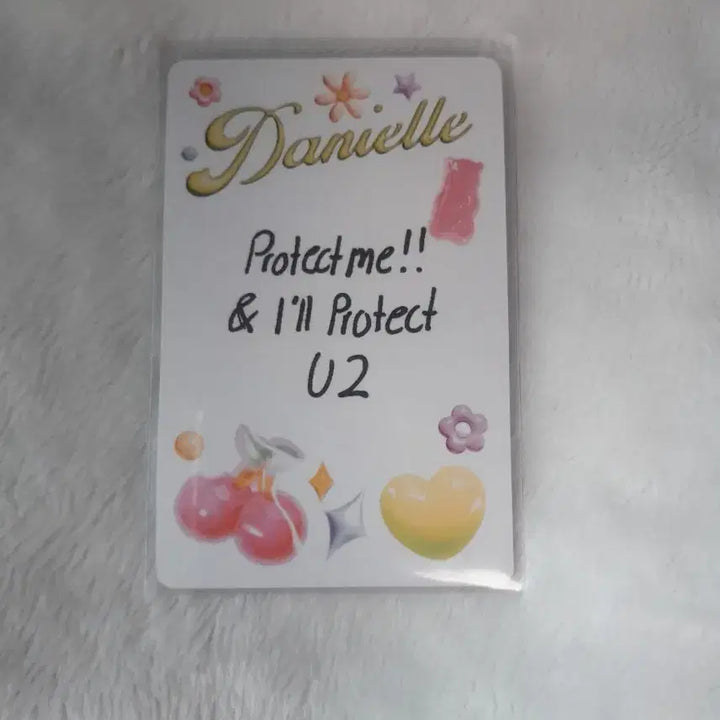 Danielle
Protect me!!
& I'll Protect
U2